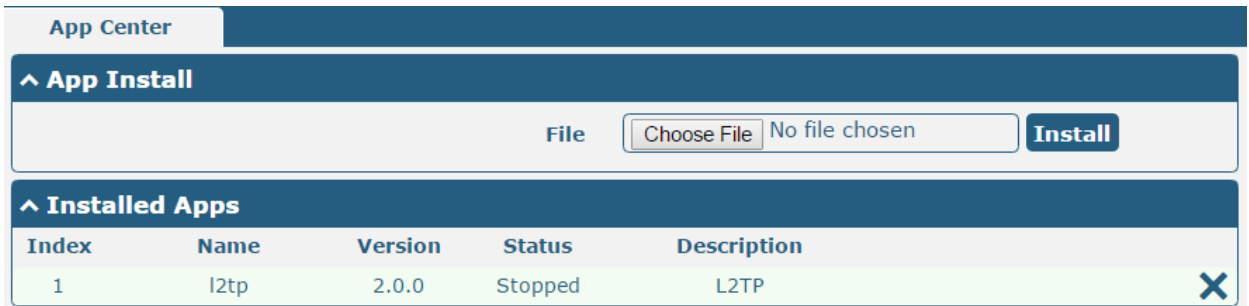 App Center
App Install
File Choose File No file chosen Install
Installed Apps
Index Name Version Status Description
1 l2tp 2.0.0 Stopped L2TP